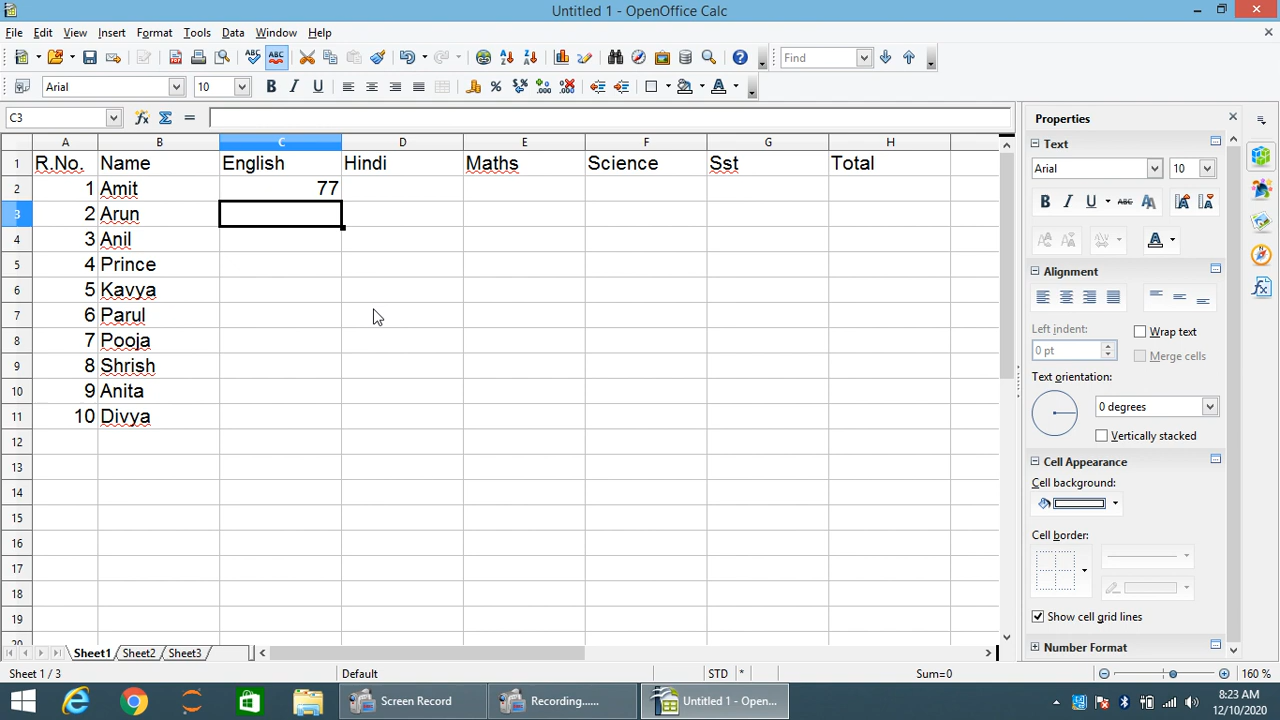 Untitled 1 - OpenOffice Calc
File Edit View Insert Format Tools Data Window Help
ABC ABC Find
Arial 10 B I U
C3
A B C D E F G H
1 R.No. Name English Hindi Maths Science Sst Total
2 1 Amit 77
3 2 Arun
4 3 Anil
5 4 Prince
6 5 Kavya
7 6 Parul
8 7 Pooja
9 8 Shrish
10 9 Anita
11 10 Divya
12
13
14
15
16
17
18
19
20
Properties
Text
Arial 10
B I U ABC
Alignment
Left indent:
0 pt
Wrap text
Merge cells
Text orientation:
0 degrees
Vertically stacked
Cell Appearance
Cell background:
Cell border:
Show cell grid lines
Number Format
Sheet1 Sheet2 Sheet3
Sheet 1 / 3 Default STD * Sum=0 160 %
Screen Record Recording...... Untitled 1 - Open...
8:23 AM
12/10/2020